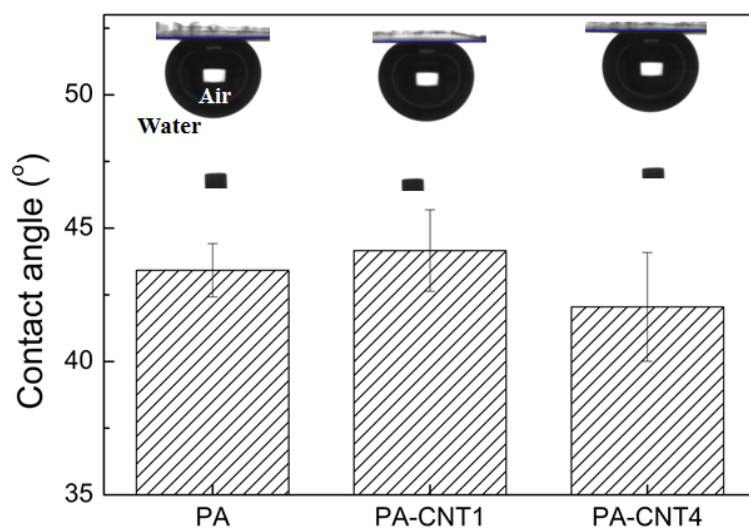 Air
Water
Contact angle (°)
50
45
40
35
PA
PA-CNT1
PA-CNT4